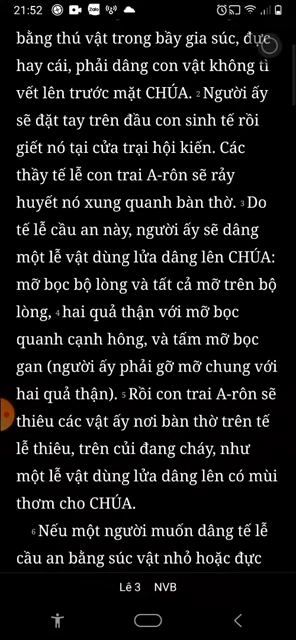 21:52
bằng thú vật trong bầy gia súc, đực
hay cái, phải dâng con vật không tì
vết lên trước mặt CHÚA. 2 Người ấy
sẽ đặt tay trên đầu con sinh tế rồi
giết nó tại cửa trại hội kiến. Các
thầy tế lễ con trai A-rôn sẽ rảy
huyết nó xung quanh bàn thờ. 3 Do
tế lễ cầu an này, người ấy sẽ dâng
một lễ vật dùng lửa dâng lên CHÚA:
mỡ bọc bộ lòng và tất cả mỡ trên bộ
lòng, 4 hai quả thận với mỡ bọc
quanh cạnh hông, và tấm mỡ bọc
gan (người ấy phải gỡ mỡ chung với
hai quả thận). 5 Rồi con trai A-rôn sẽ
thiêu các vật ấy nơi bàn thờ trên tế
lễ thiêu, trên củi đang cháy, như
một lễ vật dùng lửa dâng lên có mùi
thơm cho CHÚA.
6 Nếu một người muốn dâng tế lễ
cầu an bằng súc vật nhỏ hoặc đực
Lê 3 NVB